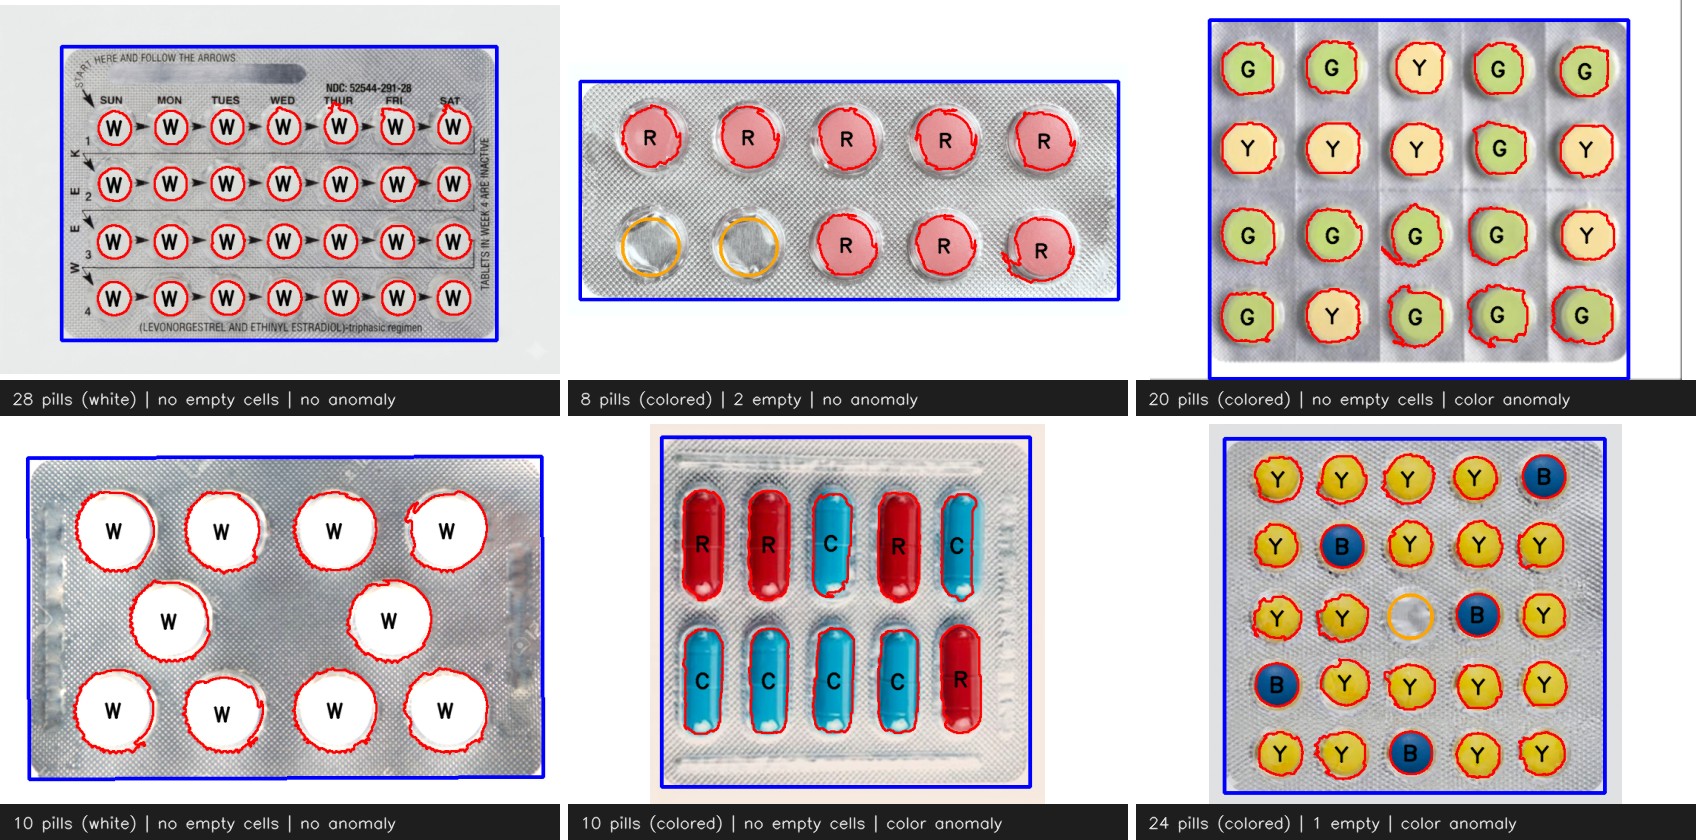 START HERE AND FOLLOW THE ARROWS
NDC: 52544-291-28
SUN MON TUES WED THUR FRI SAT
1 W W W W W W W
2 W W W W W W W
3 W W W W W W W
4 W W W W W W W
WEEK
TABLETS IN WEEK 4 ARE INACTIVE
(LEVONORGESTREL AND ETHINYL ESTRADIOL)-triphasic regimen
28 pills (white) | no empty cells | no anomaly
R R R R R
R R R
8 pills (colored) | 2 empty | no anomaly
G G Y G G
Y Y Y G Y
G G G G Y
G Y G G G
20 pills (colored) | no empty cells | color anomaly
W W W W
W W
W W W W
10 pills (white) | no empty cells | no anomaly
R R C R C
C C C C R
10 pills (colored) | no empty cells | color anomaly
Y Y Y Y B
Y B Y Y Y
Y Y B Y
B Y Y Y Y
Y Y B Y Y
24 pills (colored) | 1 empty | color anomaly